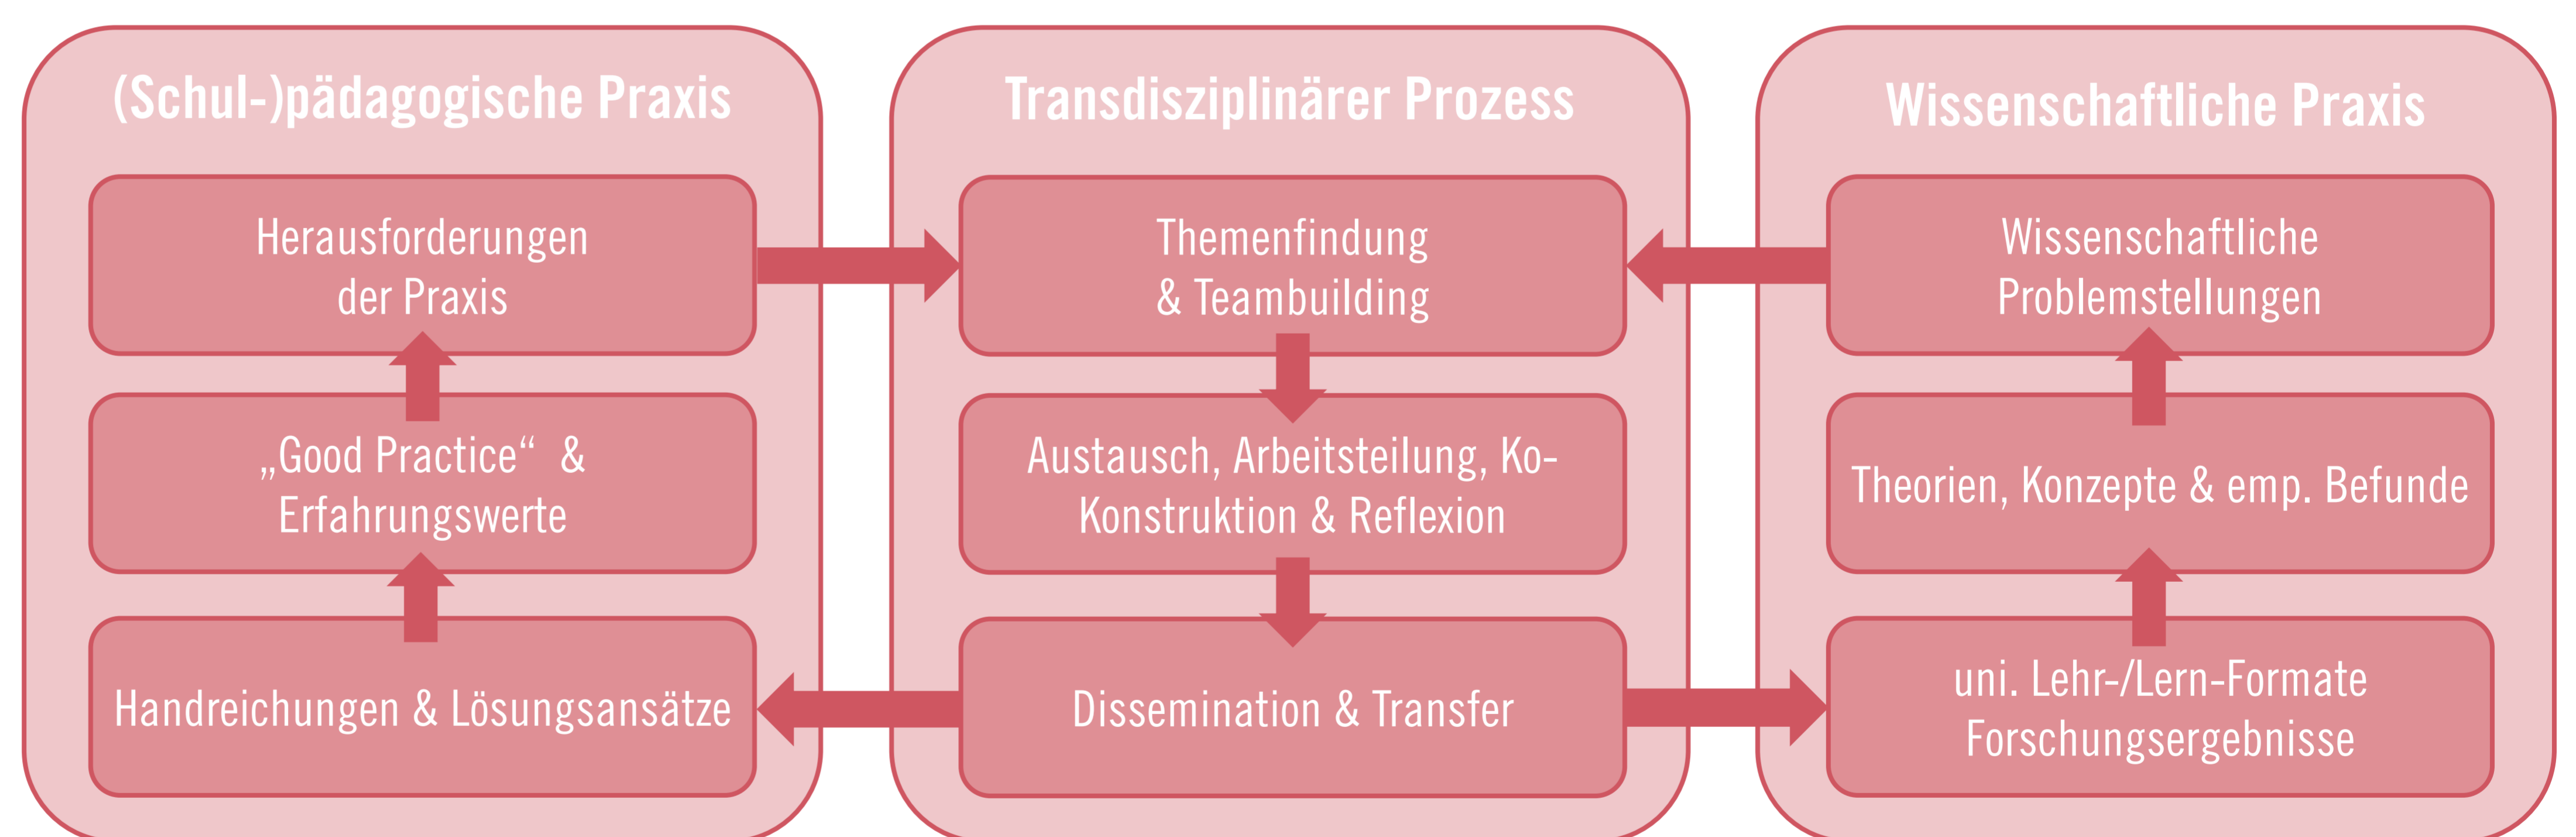 (Schul-)pädagogische Praxis
Herausforderungen
der Praxis
„Good Practice“ &
Erfahrungswerte
Handreichungen & Lösungsansätze
Transdisziplinärer Prozess
Themenfindung
& Teambuilding
Austausch, Arbeitsteilung, Ko-
Konstruktion & Reflexion
Dissemination & Transfer
Wissenschaftliche Praxis
Wissenschaftliche
Problemstellungen
Theorien, Konzepte & emp. Befunde
uni. Lehr-/Lern-Formate
Forschungsergebnisse